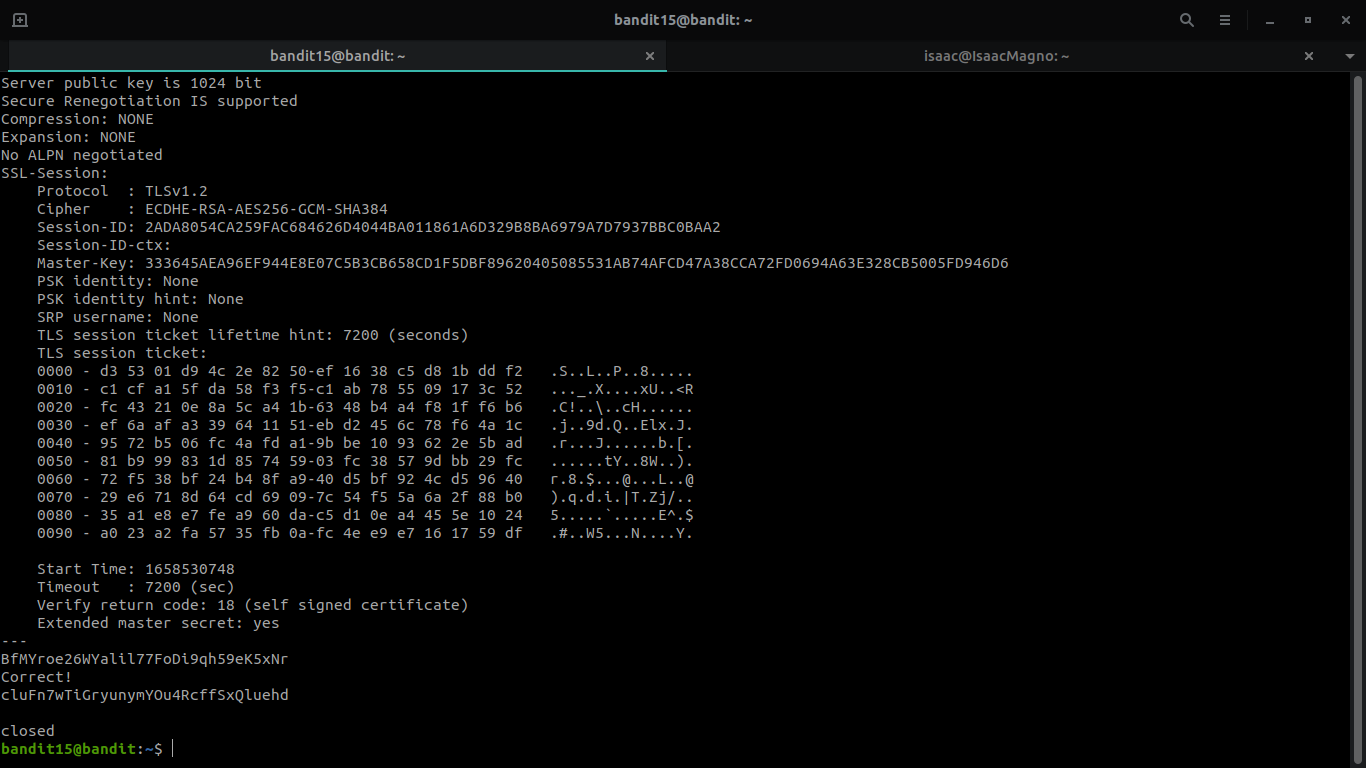 bandit15@bandit: ~
bandit15@bandit: ~
isaac@IsaacMagno: ~
Server public key is 1024 bit
Secure Renegotiation IS supported
Compression: NONE
Expansion: NONE
No ALPN negotiated
SSL-Session:
    Protocol  : TLSv1.2
    Cipher    : ECDHE-RSA-AES256-GCM-SHA384
    Session-ID: 2ADA8054CA259FAC684626D4044BA011861A6D329B8BA6979A7D7937BBC0BAA2
    Session-ID-ctx:
    Master-Key: 333645AEA96EF944E8E07C5B3CB658CD1F5DBF89620405085531AB74AFCD47A38CCA72FD0694A63E328CB5005FD946D6
    PSK identity: None
    PSK identity hint: None
    SRP username: None
    TLS session ticket lifetime hint: 7200 (seconds)
    TLS session ticket:
    0000 - d3 53 01 d9 4c 2e 82 50-ef 16 38 c5 d8 1b dd f2   .S..L..P..8.....
    0010 - c1 cf a1 5f da 58 f3 f5-c1 ab 78 55 09 17 3c 52   ..._.X....xU..<R
    0020 - fc 43 21 0e 8a 5c a4 1b-63 48 b4 a4 f8 1f f6 b6   .C!..\..cH......
    0030 - ef 6a af a3 39 64 11 51-eb d2 45 6c 78 f6 4a 1c   .j..9d.Q..Elx.J.
    0040 - 95 72 b5 06 fc 4a fd a1-9b be 10 93 62 2e 5b ad   .r...J......b.[.
    0050 - 81 b9 99 83 1d 85 74 59-03 fc 38 57 9d bb 29 fc   ......tY..8W..).
    0060 - 72 f5 38 bf 24 b4 8f a9-40 d5 bf 92 4c d5 96 40   r.8.$...@...L..@
    0070 - 29 e6 71 8d 64 cd 69 09-7c 54 f5 5a 6a 2f 88 b0   ).q.d.i.|T.Zj/..
    0080 - 35 a1 e8 e7 fe a9 60 da-c5 d1 0e a4 45 5e 10 24   5.....`.....E^.$
    0090 - a0 23 a2 fa 57 35 fb 0a-fc 4e e9 e7 16 17 59 df   .#..W5...N....Y.
    Start Time: 1658530748
    Timeout   : 7200 (sec)
    Verify return code: 18 (self signed certificate)
    Extended master secret: yes
---
BfMYroe26WYalil77FoDi9qh59eK5xNr
Correct!
cluFn7wTiGryunymYOu4RcffSxQluehd
closed
bandit15@bandit:~$